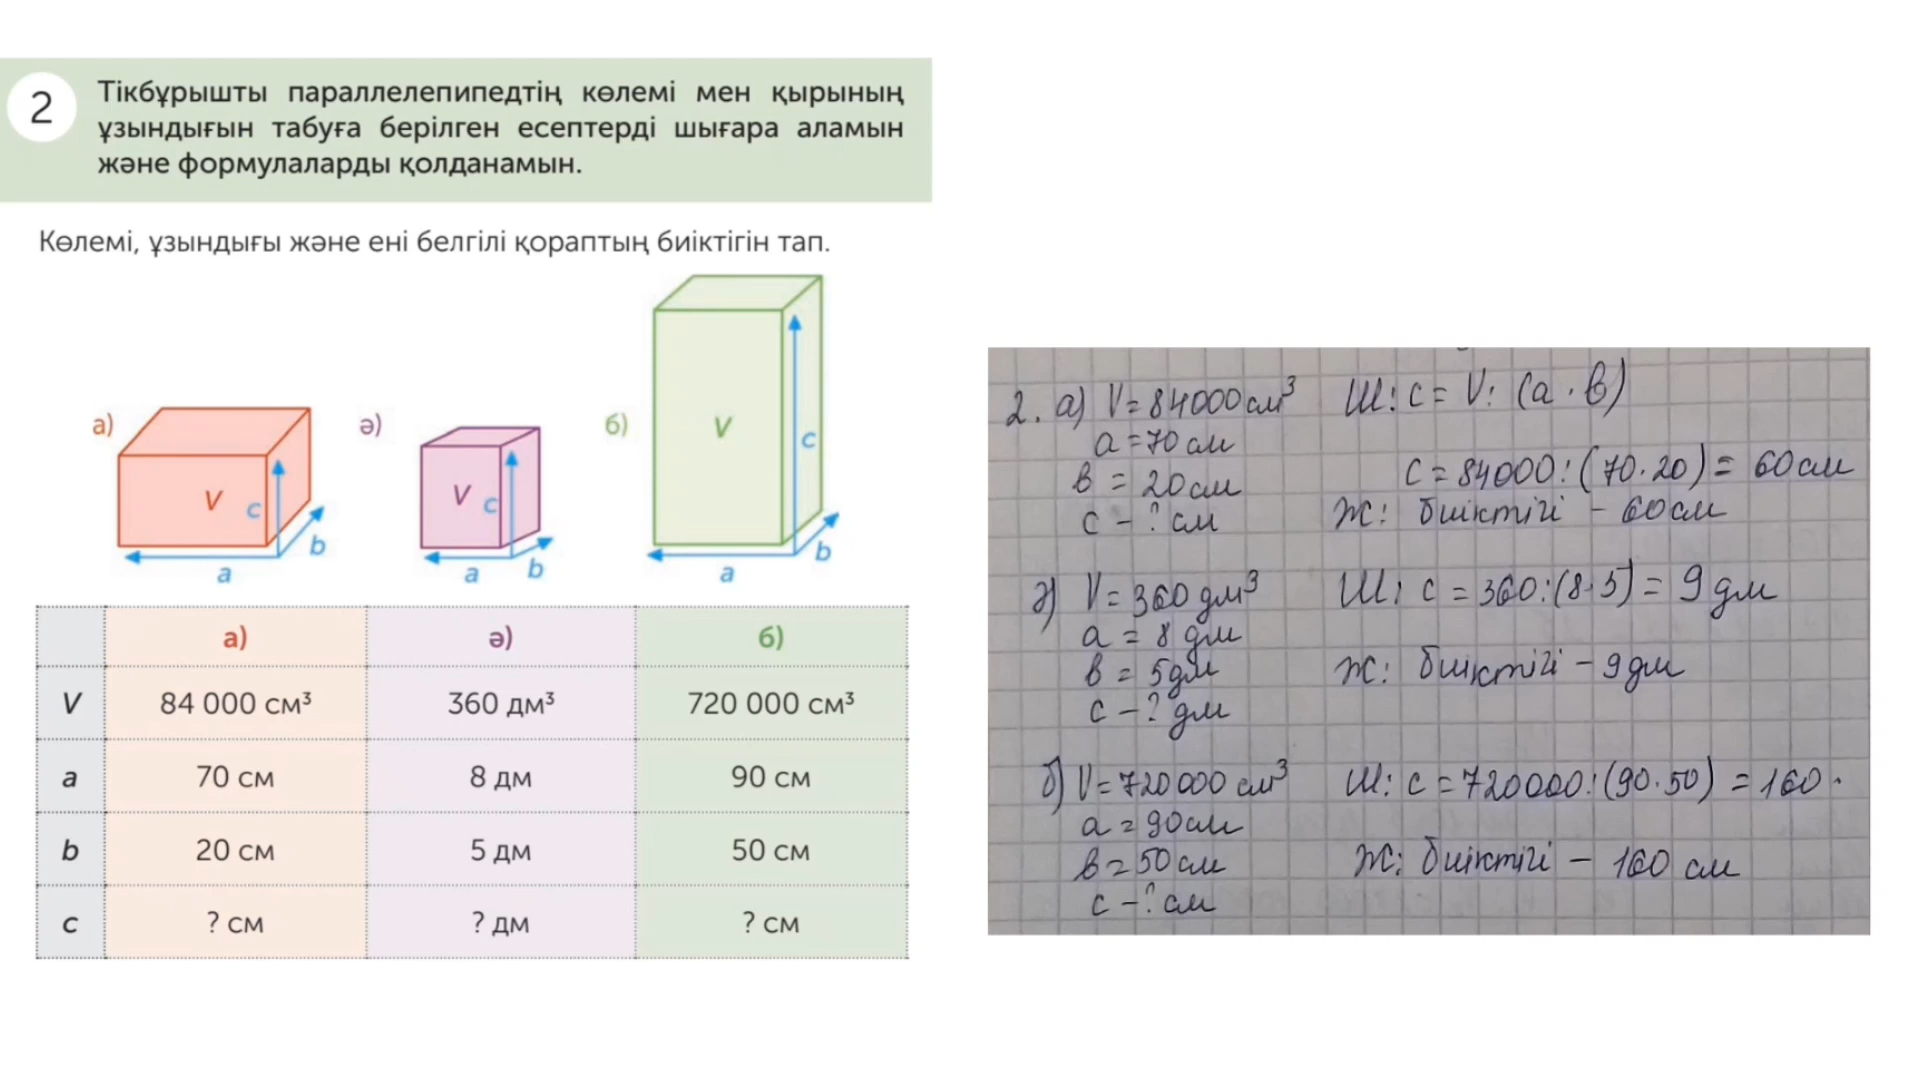 2
Тікбұрышты параллелепипедтің көлемі мен қырының
ұзындығын табуға берілген есептерді шығара аламын
және формулаларды қолданамын.
Көлемі, ұзындығы және ені белгілі қораптың биіктігін тап.
а) V c b a
ә) V c b a
б) V c b a
а) ә) б)
V 84 000 см³ 360 дм³ 720 000 см³
a 70 см 8 дм 90 см
b 20 см 5 дм 50 см
c ? см ? дм ? см
2. а) V = 84000 см³ Ш: c = V : (a · в)
a = 70 см
в = 20 см c = 84000 : (70 · 20) = 60 см
c – ? см Ж: биіктігі – 60 см
ә) V = 360 дм³ Ш: c = 360 : (8 · 5) = 9 дм
a = 8 дм
в = 5 дм Ж: биіктігі – 9 дм
c – ? дм
б) V = 720 000 см³ Ш: c = 720000 : (90 · 50) = 160 ·
a = 90 см
в = 50 см Ж: биіктігі – 160 см
c – ? см